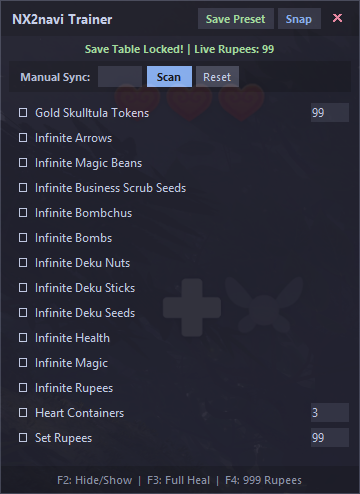 NX2navi Trainer Save Preset Snap ×
Save Table Locked! | Live Rupees: 99
Manual Sync: Scan Reset
Gold Skulltula Tokens 99
Infinite Arrows
Infinite Magic Beans
Infinite Business Scrub Seeds
Infinite Bombchus
Infinite Bombs
Infinite Deku Nuts
Infinite Deku Sticks
Infinite Deku Seeds
Infinite Health
Infinite Magic
Infinite Rupees
Heart Containers 3
Set Rupees 99
F2: Hide/Show | F3: Full Heal | F4: 999 Rupees